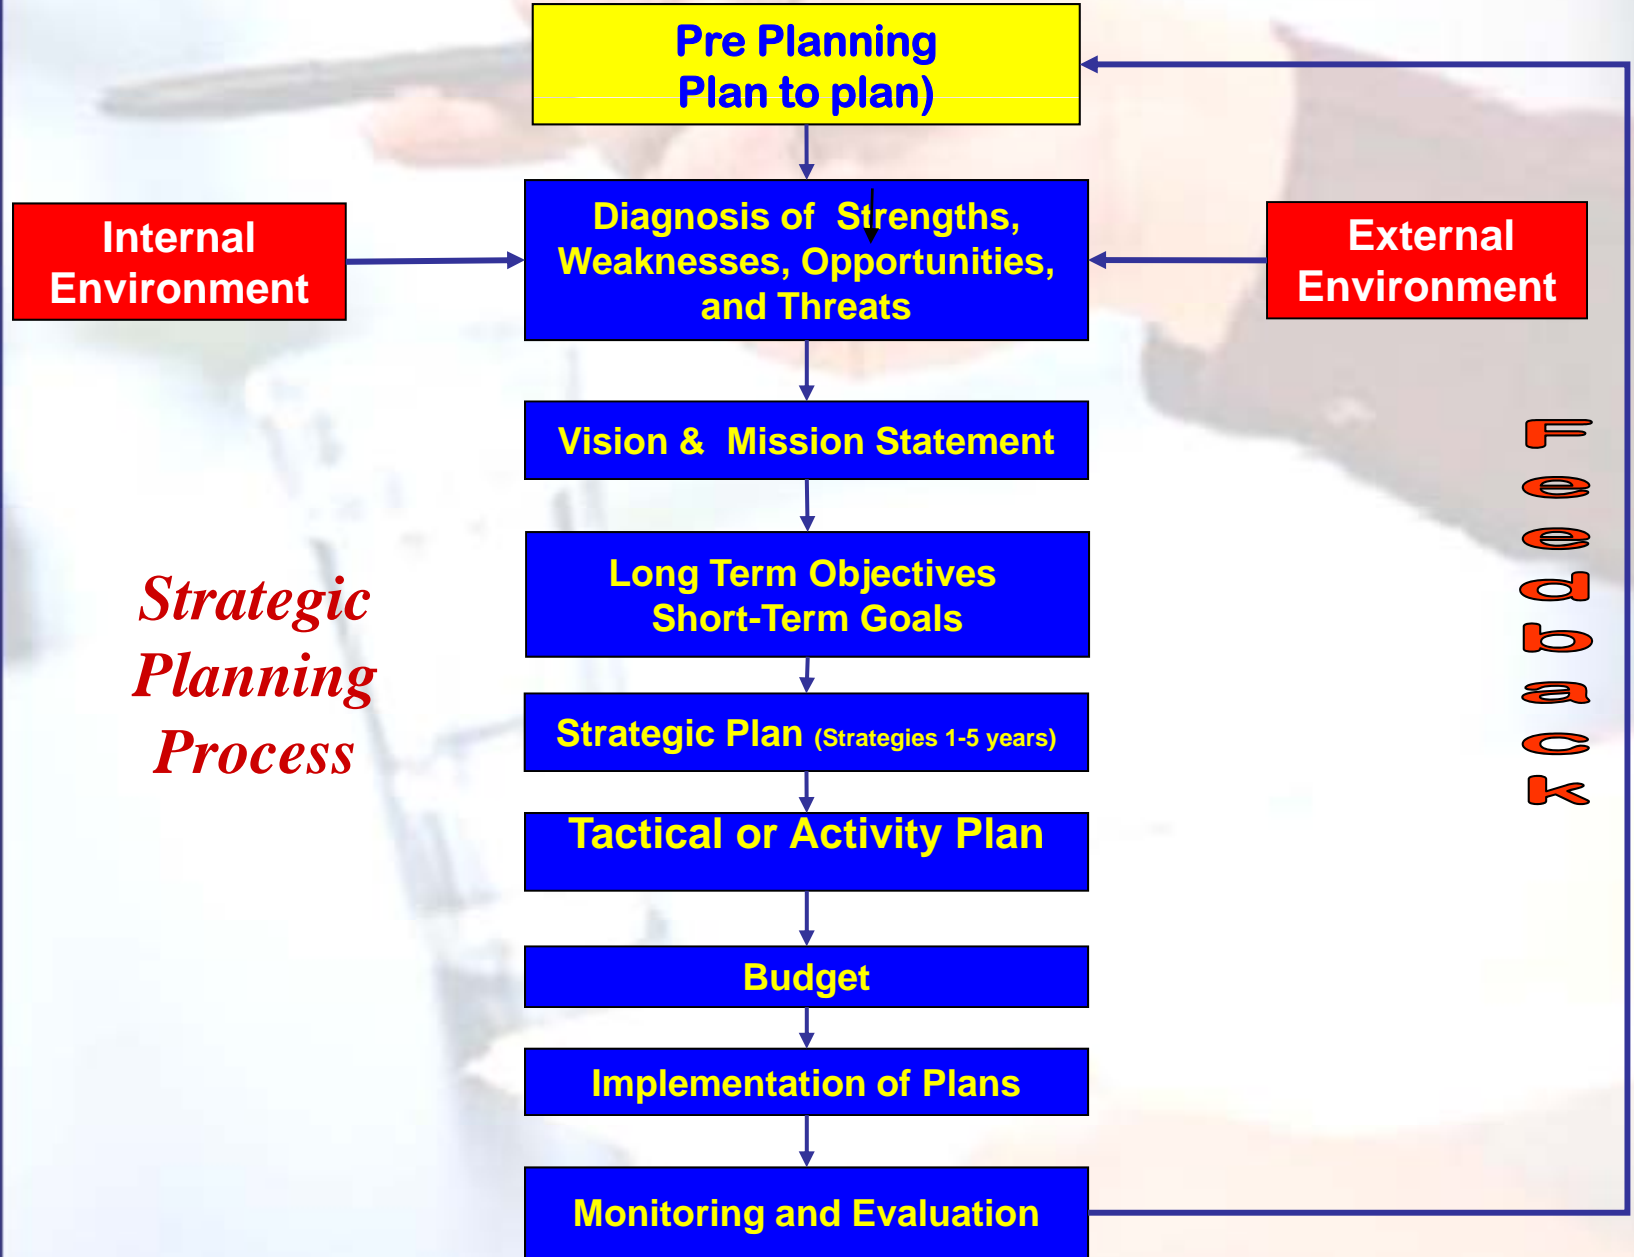 Pre Planning
Plan to plan)
Internal
Environment
Diagnosis of Strengths,
Weaknesses, Opportunities,
and Threats
External
Environment
Vision & Mission Statement
Long Term Objectives
Short-Term Goals
Strategic
Planning
Process
Strategic Plan (Strategies 1-5 years)
Tactical or Activity Plan
Budget
Implementation of Plans
Monitoring and Evaluation
Feedback